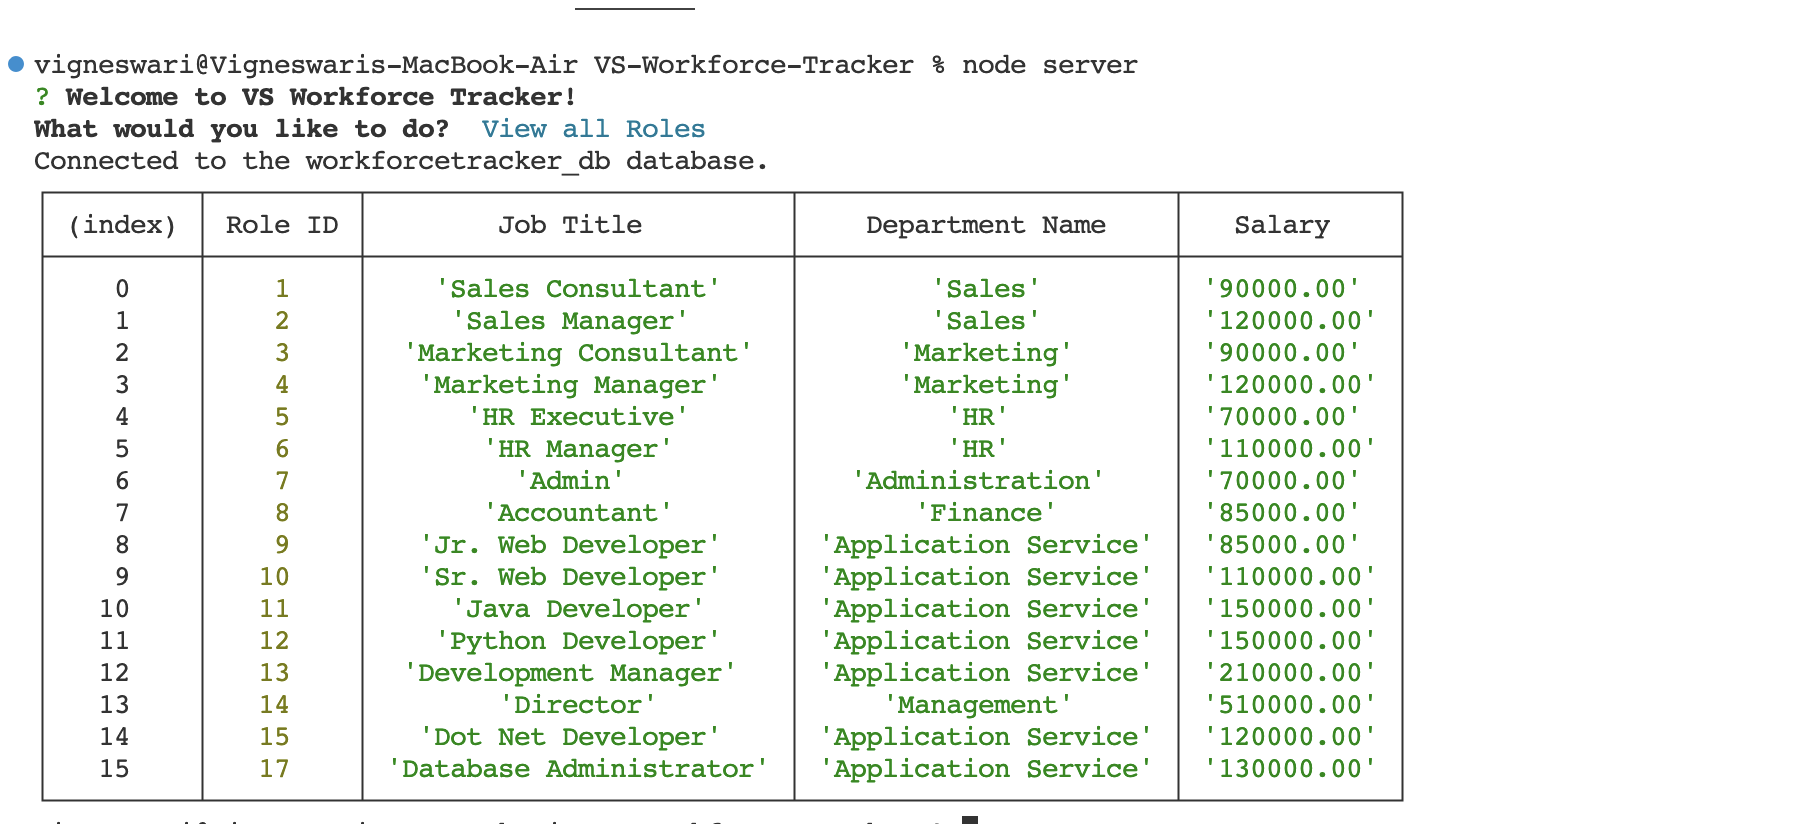 vigneswari@Vigneswaris-MacBook-Air VS-Workforce-Tracker % node server
? Welcome to VS Workforce Tracker!
What would you like to do?  View all Roles
Connected to the workforcetracker_db database.
(index) Role ID Job Title Department Name Salary
0 1 'Sales Consultant' 'Sales' '90000.00'
1 2 'Sales Manager' 'Sales' '120000.00'
2 3 'Marketing Consultant' 'Marketing' '90000.00'
3 4 'Marketing Manager' 'Marketing' '120000.00'
4 5 'HR Executive' 'HR' '70000.00'
5 6 'HR Manager' 'HR' '110000.00'
6 7 'Admin' 'Administration' '70000.00'
7 8 'Accountant' 'Finance' '85000.00'
8 9 'Jr. Web Developer' 'Application Service' '85000.00'
9 10 'Sr. Web Developer' 'Application Service' '110000.00'
10 11 'Java Developer' 'Application Service' '150000.00'
11 12 'Python Developer' 'Application Service' '150000.00'
12 13 'Development Manager' 'Application Service' '210000.00'
13 14 'Director' 'Management' '510000.00'
14 15 'Dot Net Developer' 'Application Service' '120000.00'
15 17 'Database Administrator' 'Application Service' '130000.00'